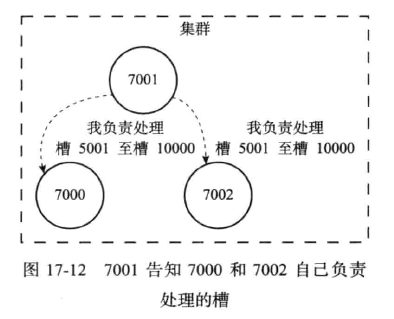 集群
7001
我负责处理 我负责处理
槽 5001 至槽 10000 槽 5001 至槽 10000
7000 7002
图 17-12 7001 告知 7000 和 7002 自己负责
处理的槽